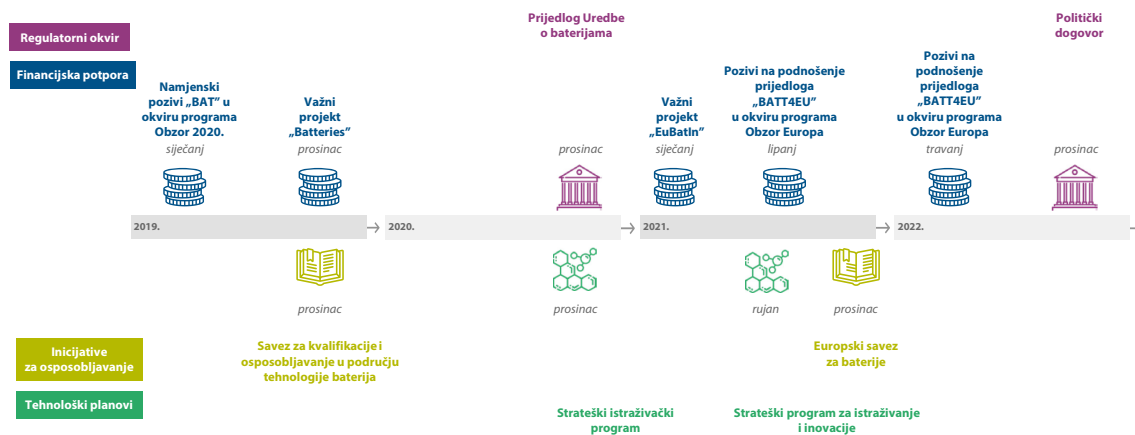 Regulatorni okvir
Financijska potpora
Prijedlog Uredbe
o baterijama
Politički
dogovor
Namjenski
pozivi „BAT” u
okviru programa
Obzor 2020.
siječanj
Važni
projekt
„Batteries”
prosinac
prosinac
Važni
projekt
„EuBatIn”
siječanj
Pozivi na podnošenje
prijedloga
„BATT4EU”
u okviru programa
Obzor Europa
lipanj
Pozivi na
podnošenje
prijedloga
„BATT4EU”
u okviru programa
Obzor Europa
travanj
prosinac
2019.
2020.
2021.
2022.
prosinac
prosinac
rujan
prosinac
Inicijative
za osposobljavanje
Tehnološki planovi
Savez za kvalifikacije i
osposobljavanje u području
tehnologije baterija
Europski savez
za baterije
Strateški istraživački
program
Strateški program za istraživanje
i inovacije